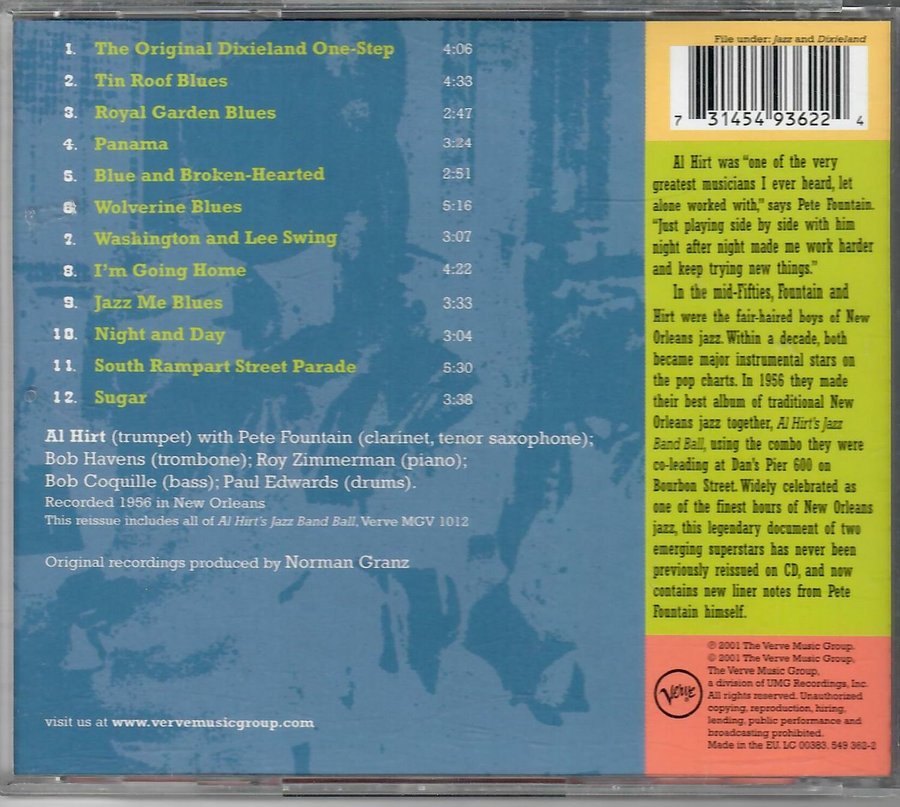 1. The Original Dixieland One-Step 4:06
2. Tin Roof Blues 4:33
3. Royal Garden Blues 2:47
4. Panama 3:24
5. Blue and Broken-Hearted 2:51
6. Wolverine Blues 5:16
7. Washington and Lee Swing 3:07
8. I'm Going Home 4:22
9. Jazz Me Blues 3:33
10. Night and Day 3:04
11. South Rampart Street Parade 5:30
12. Sugar 3:38
Al Hirt (trumpet) with Pete Fountain (clarinet, tenor saxophone);
Bob Havens (trombone); Roy Zimmerman (piano);
Bob Coquille (bass); Paul Edwards (drums).
Recorded 1956 in New Orleans
This reissue includes all of Al Hirt's Jazz Band Ball, Verve MGV 1012
Original recordings produced by Norman Granz
visit us at www.vervemusicgroup.com
File under: Jazz and Dixieland
7 31454 93622 4
Al Hirt was "one of the very
greatest musicians I ever heard, let
alone worked with," says Pete Fountain.
"Just playing side by side with him
night after night made me work harder
and keep trying new things."
In the mid-Fifties, Fountain and
Hirt were the fair-haired boys of New
Orleans jazz. Within a decade, both
became major instrumental stars on
the pop charts. In 1956 they made
their best album of traditional New
Orleans jazz together, Al Hirt's Jazz
Band Ball, using the combo they were
co-leading at Dan's Pier 600 on
Bourbon Street. Widely celebrated as
one of the finest hours of New Orleans
jazz, this legendary document of two
emerging superstars has never been
previously reissued on CD, and now
contains new liner notes from Pete
Fountain himself.
Verve
℗ 2001 The Verve Music Group.
© 2001 The Verve Music Group,
The Verve Music Group,
a division of UMG Recordings, Inc.
All rights reserved. Unauthorized
copying, reproduction, hiring,
lending, public performance and
broadcasting prohibited.
Made in the EU. LC 00383. 549 362-2